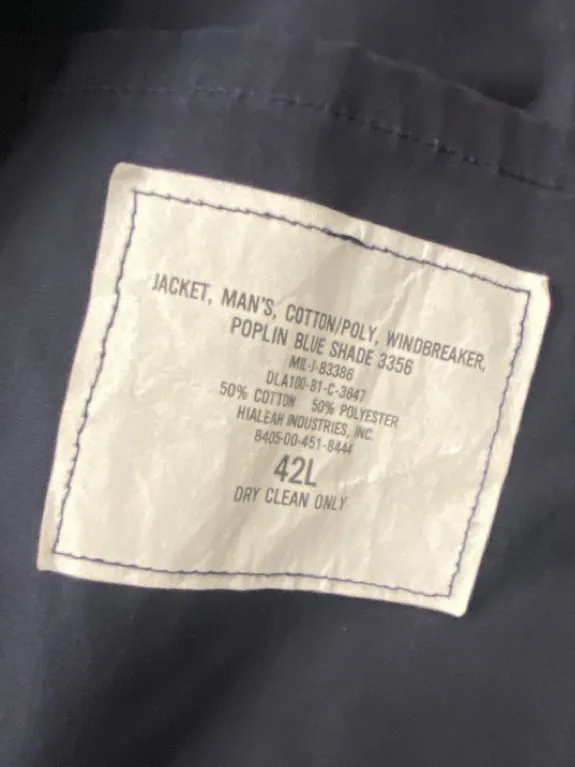 JACKET, MAN'S, COTTON/POLY, WINDBREAKER,
POPLIN BLUE SHADE 3356
MIL-J-83386
DLA100-81-C-3647
50% COTTON 50% POLYESTER
HIALEAH INDUSTRIES, INC.
8405-00-451-8444
42L
DRY CLEAN ONLY